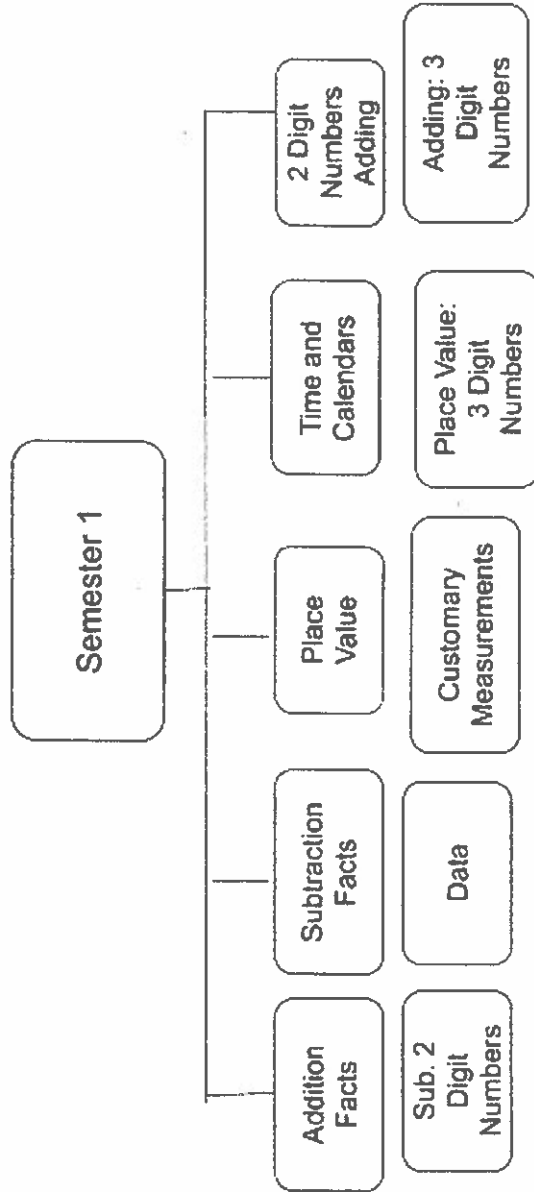 Semester 1
Addition
Facts
Subtraction
Facts
Place
Value
Time and
Calendars
2 Digit
Numbers
Adding
Sub. 2
Digit
Numbers
Data
Customary
Measurements
Place Value:
3 Digit
Numbers
Adding: 3
Digit
Numbers